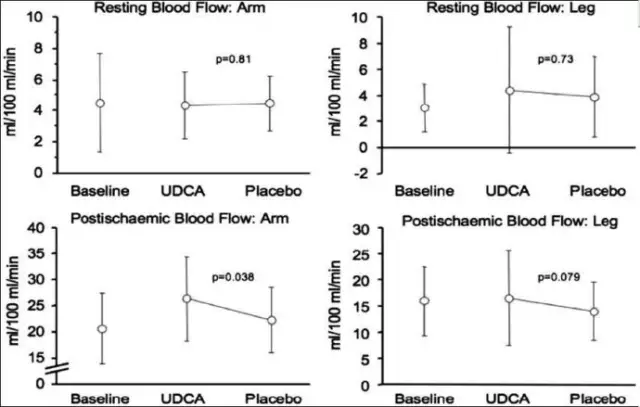 Resting Blood Flow: Arm
ml/100 ml/min
10
8
6
4
2
0
p=0.81
Baseline UDCA Placebo
Resting Blood Flow: Leg
ml/100 ml/min
10
8
6
4
2
0
-2
p=0.73
Baseline UDCA Placebo
Postischaemic Blood Flow: Arm
ml/100 ml/min
40
35
30
25
20
15
0
p=0.038
Baseline UDCA Placebo
Postischaemic Blood Flow: Leg
ml/100 ml/min
30
25
20
15
10
5
0
p=0.079
Baseline UDCA Placebo